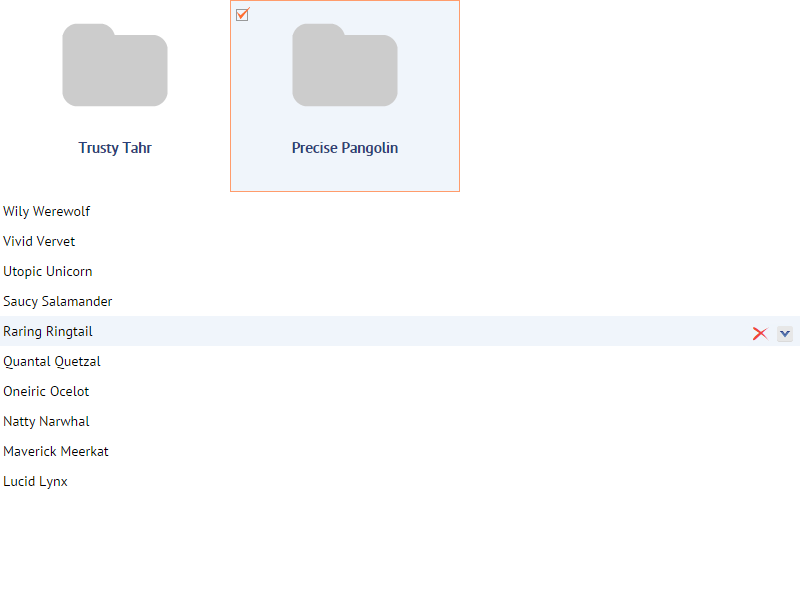 Trusty Tahr
Precise Pangolin
Wily Werewolf
Vivid Vervet
Utopic Unicorn
Saucy Salamander
Raring Ringtail
Quantal Quetzal
Oneiric Ocelot
Natty Narwhal
Maverick Meerkat
Lucid Lynx